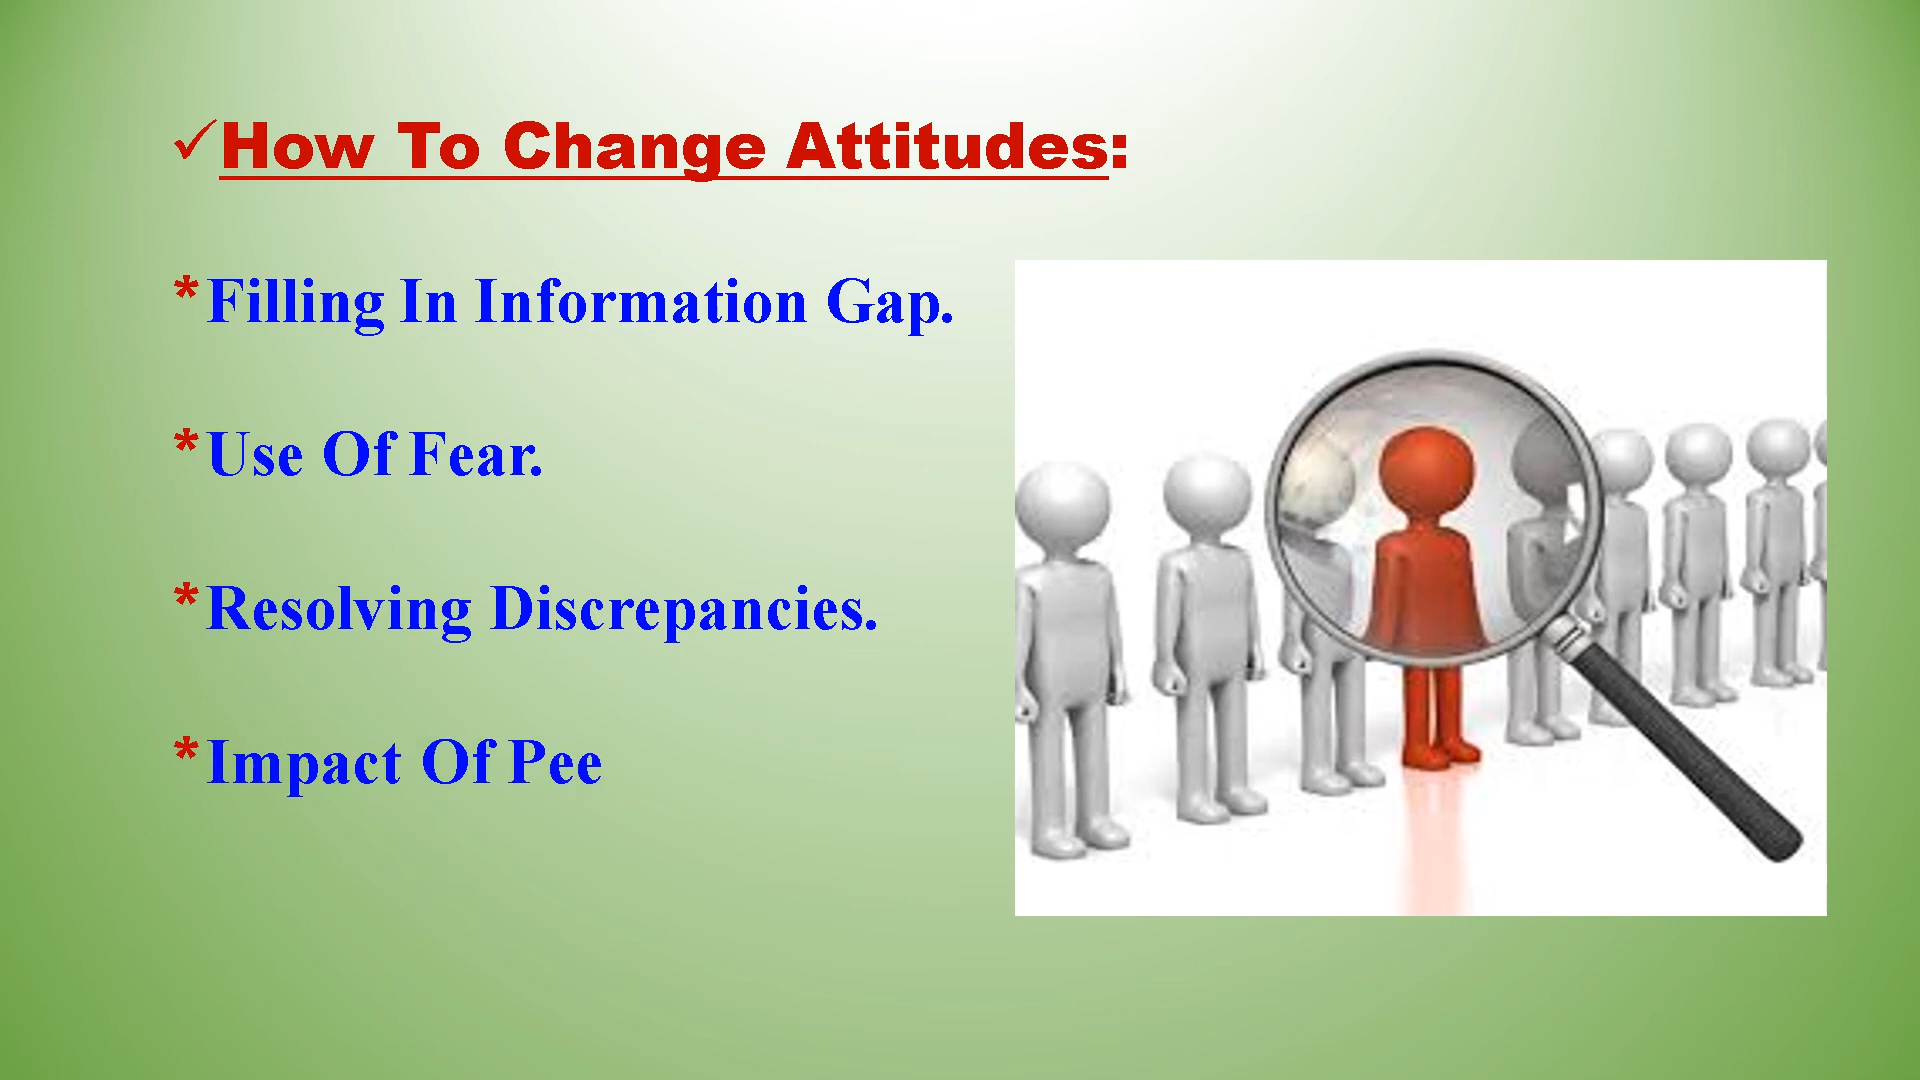 ✓How To Change Attitudes:
*Filling In Information Gap.
*Use Of Fear.
*Resolving Discrepancies.
*Impact Of Pee